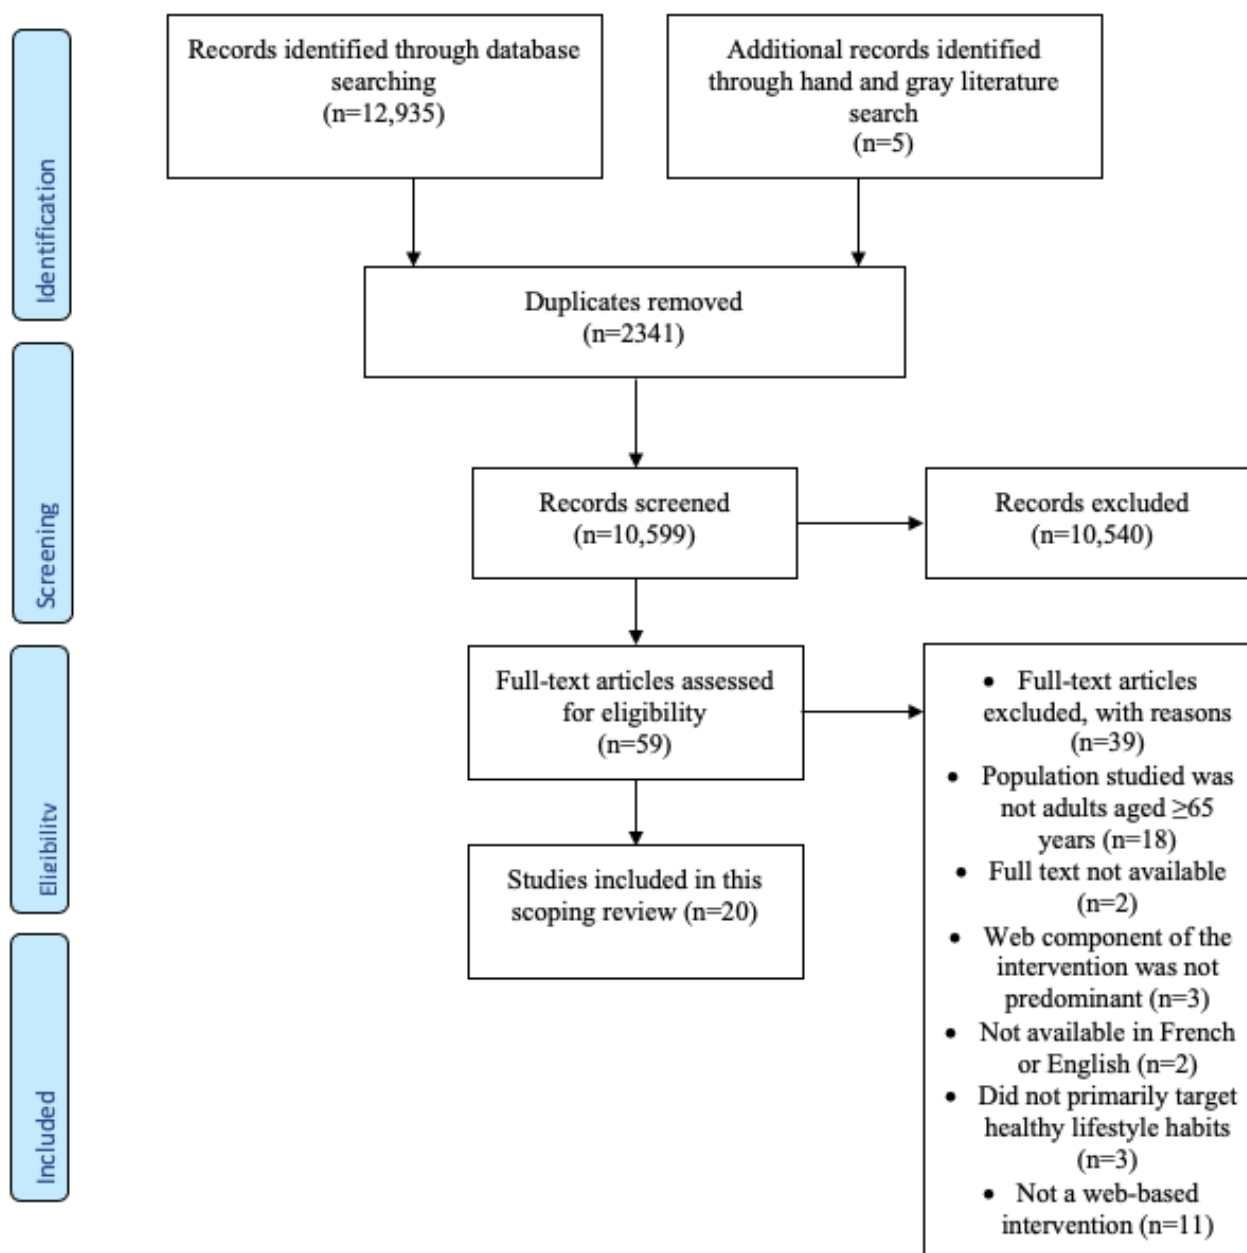 Records identified through database
searching
(n=12,935)
Additional records identified
through hand and gray literature
search
(n=5)
Identification
Duplicates removed
(n=2341)
Screening
Records screened
(n=10,599)
Records excluded
(n=10,540)
Eligibility
Full-text articles assessed
for eligibility
(n=59)
• Full-text articles
excluded, with reasons
(n=39)
• Population studied was
not adults aged ≥65
years (n=18)
• Full text not available
(n=2)
• Web component of the
intervention was not
predominant (n=3)
• Not available in French
or English (n=2)
• Did not primarily target
healthy lifestyle habits
(n=3)
• Not a web-based
intervention (n=11)
Studies included in this
scoping review (n=20)
Included